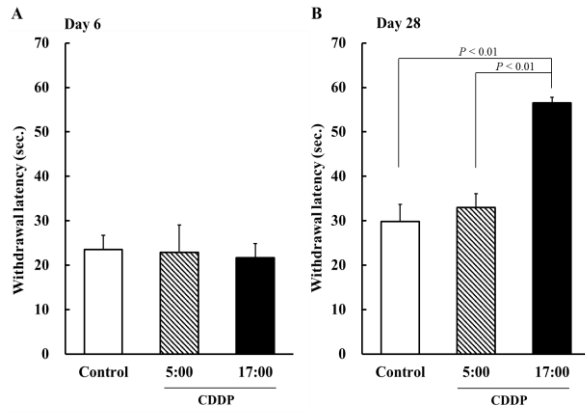 A
Day 6
Withdrawal latency (sec.)
70
60
50
40
30
20
10
0
Control
5:00
17:00
CDDP
B
Day 28
Withdrawal latency (sec.)
70
60
50
40
30
20
10
0
P < 0.01
P < 0.01
Control
5:00
17:00
CDDP